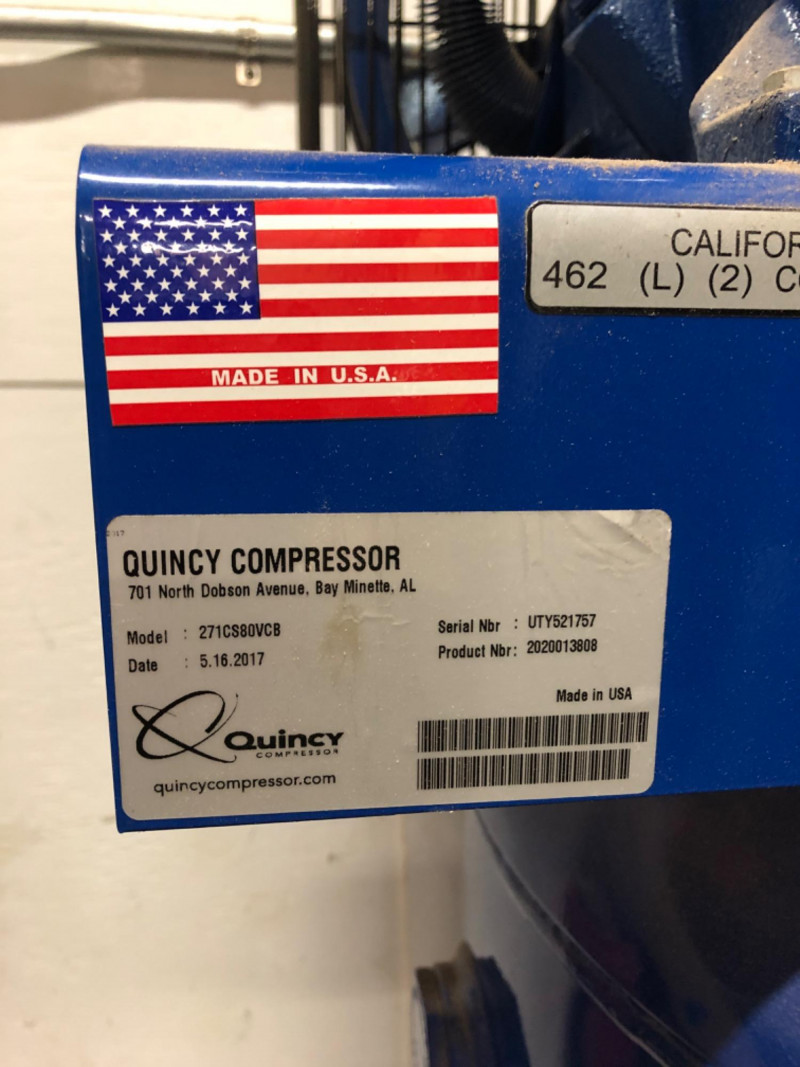 MADE IN U.S.A.
CALIFOR
462 (L) (2) C
QUINCY COMPRESSOR
701 North Dobson Avenue, Bay Minette, AL
Model : 271CS80VCB
Date : 5.16.2017
Serial Nbr : UTY521757
Product Nbr: 2020013808
Made in USA
Quincy
COMPRESSOR
quincycompressor.com